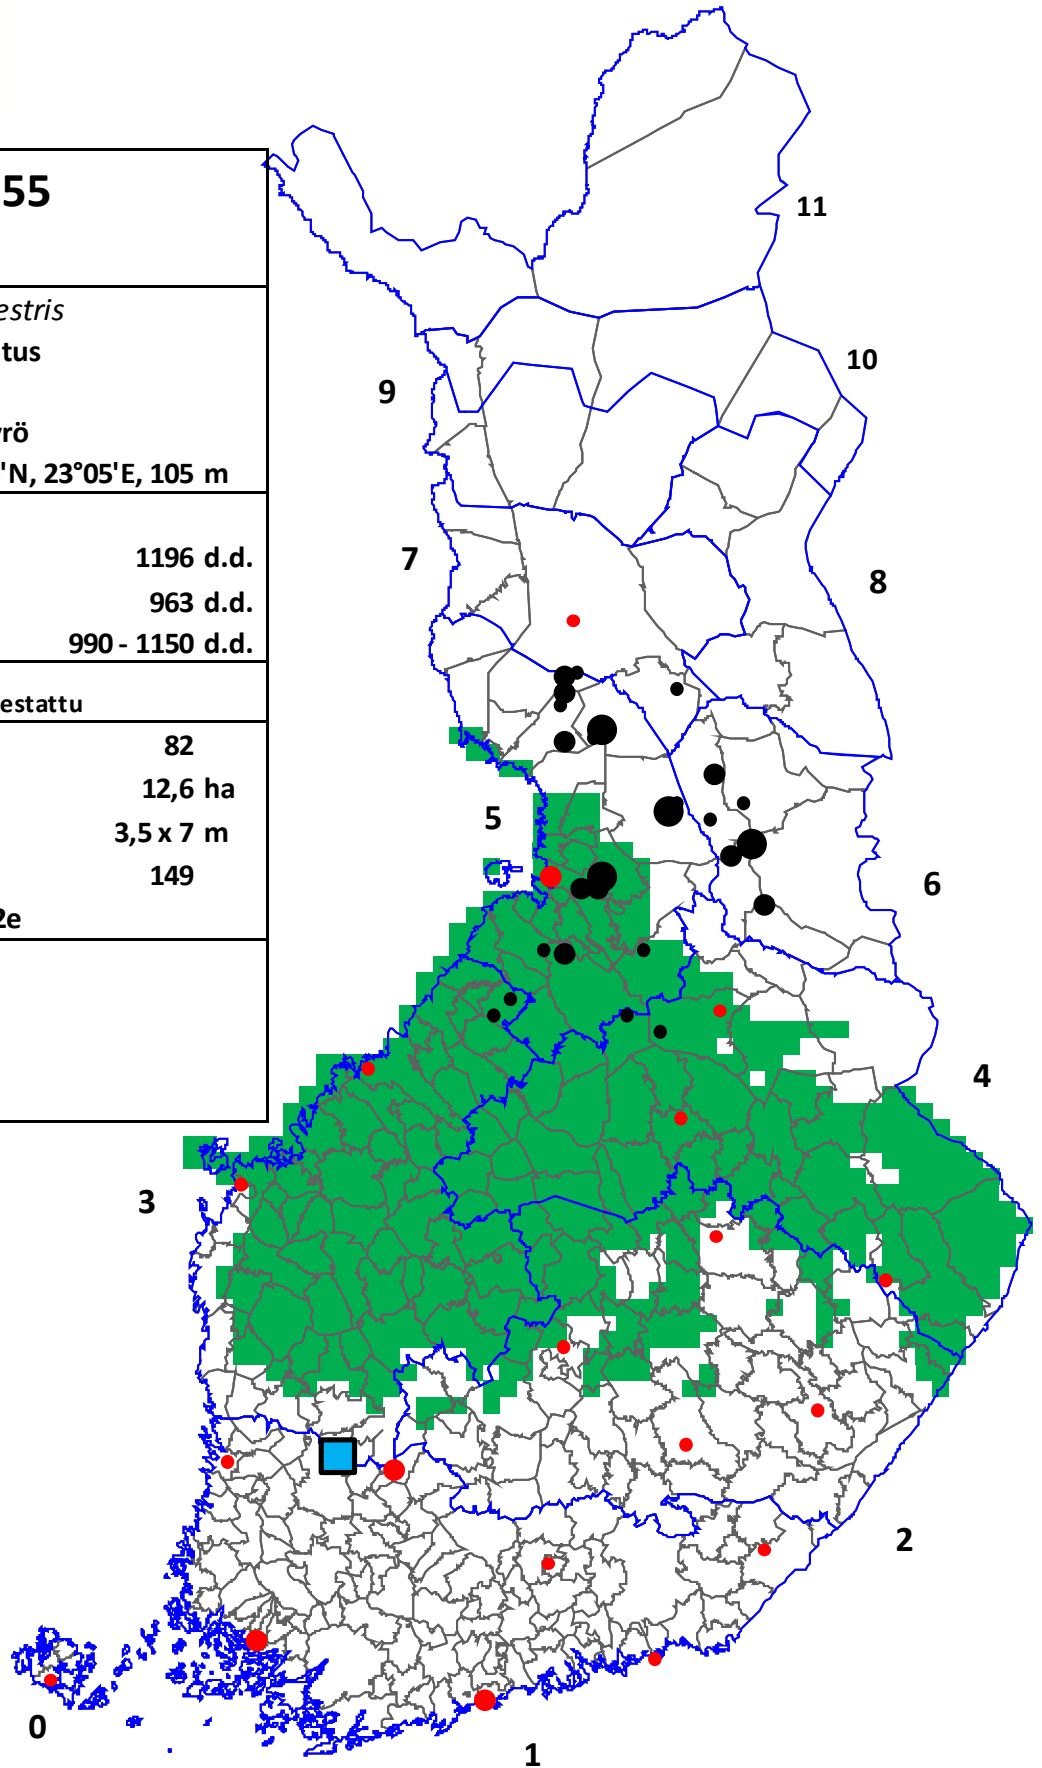 55
estris
tus
rö
'N, 23°05'E, 105 m
1196 d.d.
963 d.d.
990 - 1150 d.d.
estattu
82
12,6 ha
3,5 x 7 m
149
2e
11
10
9
7
8
5
6
4
3
2
0
1